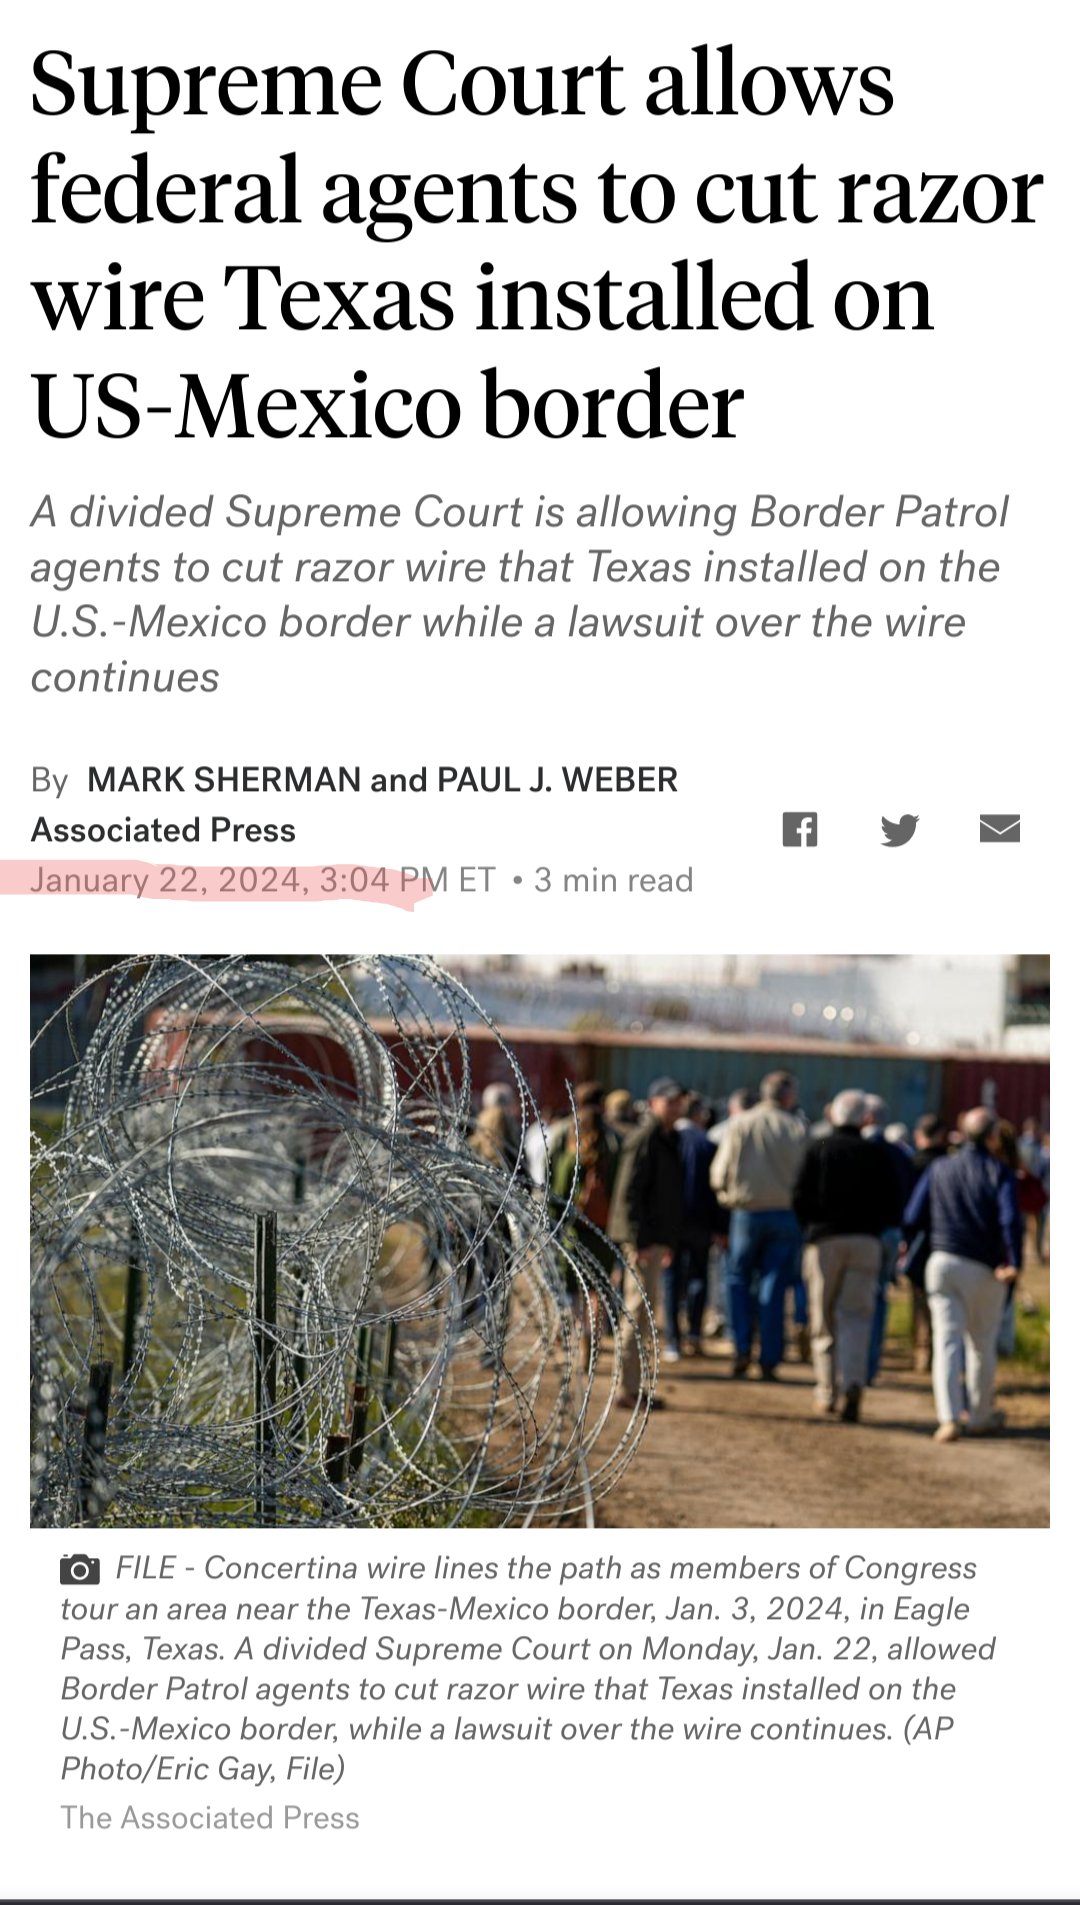 Supreme Court allows
federal agents to cut razor
wire Texas installed on
US-Mexico border
A divided Supreme Court is allowing Border Patrol
agents to cut razor wire that Texas installed on the
U.S.-Mexico border while a lawsuit over the wire
continues
By MARK SHERMAN and PAUL J. WEBER
Associated Press
January 22, 2024, 3:04 PM ET • 3 min read
FILE - Concertina wire lines the path as members of Congress
tour an area near the Texas-Mexico border, Jan. 3, 2024, in Eagle
Pass, Texas. A divided Supreme Court on Monday, Jan. 22, allowed
Border Patrol agents to cut razor wire that Texas installed on the
U.S.-Mexico border, while a lawsuit over the wire continues. (AP
Photo/Eric Gay, File)
The Associated Press